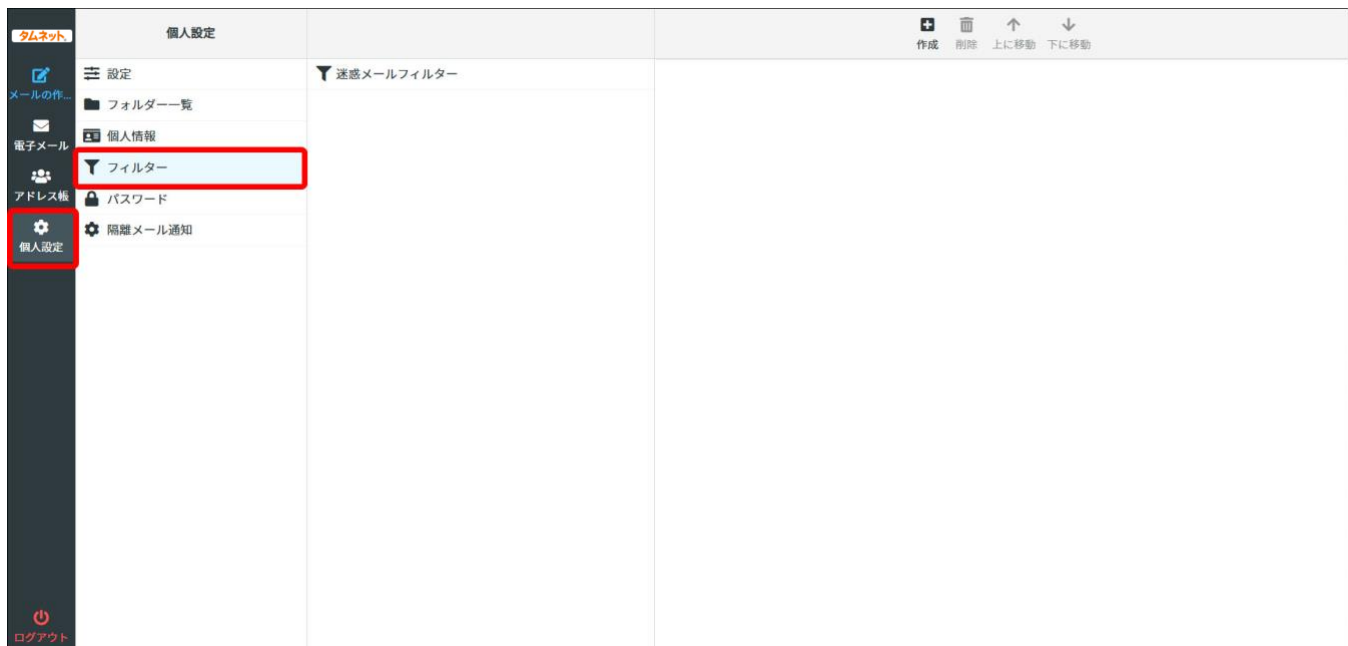 タムネット.
メールの作...
電子メール
アドレス帳
個人設定
ログアウト
個人設定
設定
フォルダー一覧
個人情報
フィルター
パスワード
隔離メール通知
迷惑メールフィルター
作成 削除 上に移動 下に移動